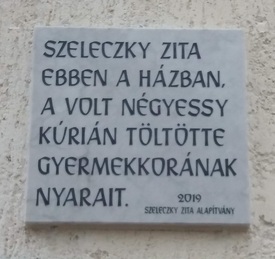 SZELECZKY ZITA
EBBEN A HÁZBAN,
A VOLT NÉGYESSY
KÚRIÁN TÖLTÖTTE
GYERMEKKORÁNAK
NYARAIT.
2019
SZELECZKY ZITA ALAPÍTVÁNY